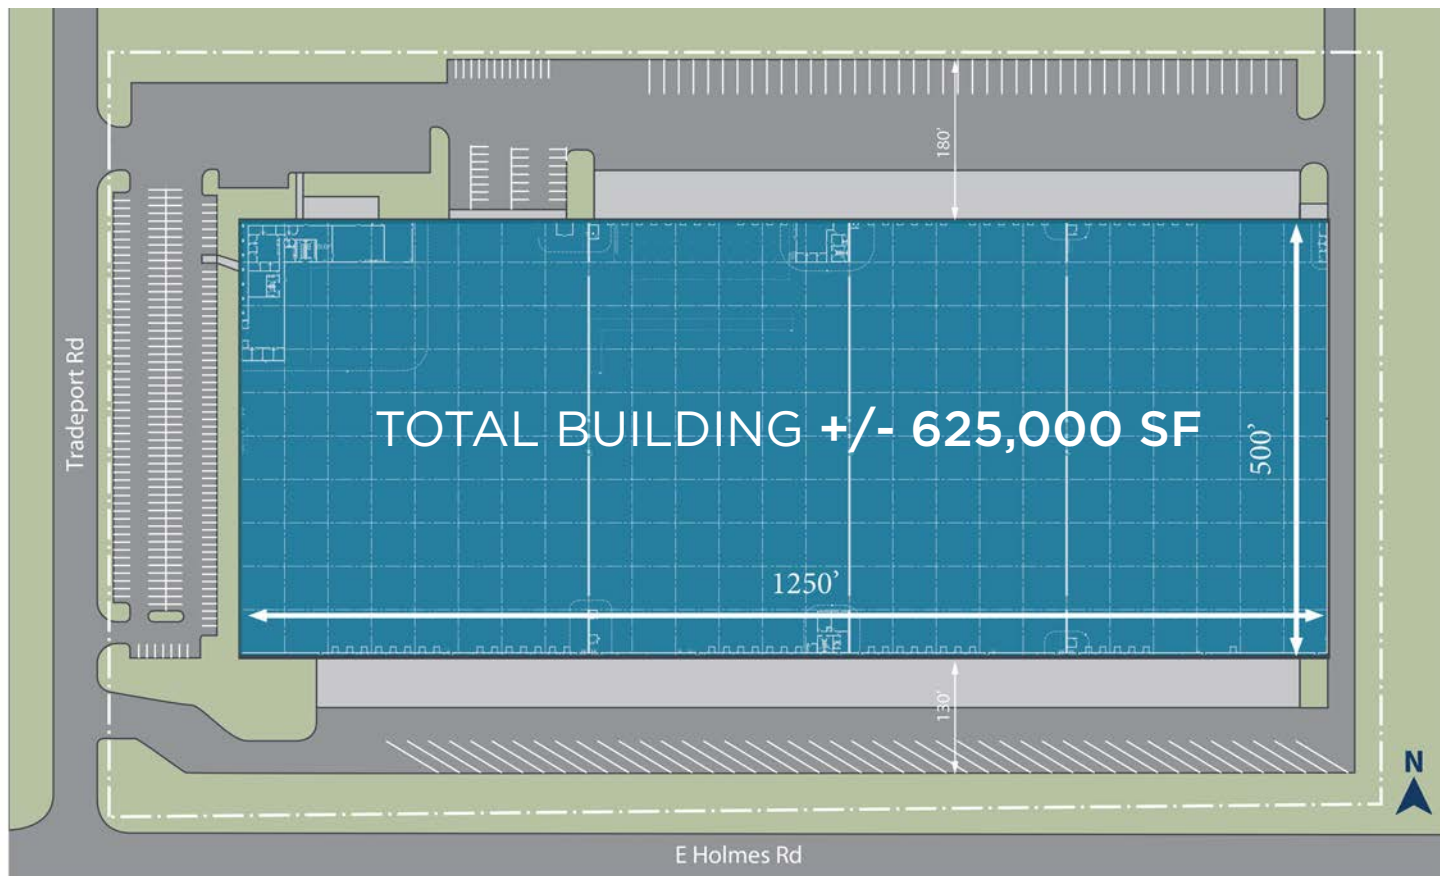 180'
TOTAL BUILDING +/- 625,000 SF
500'
1250'
130'
Tradeport Rd
E Holmes Rd
N